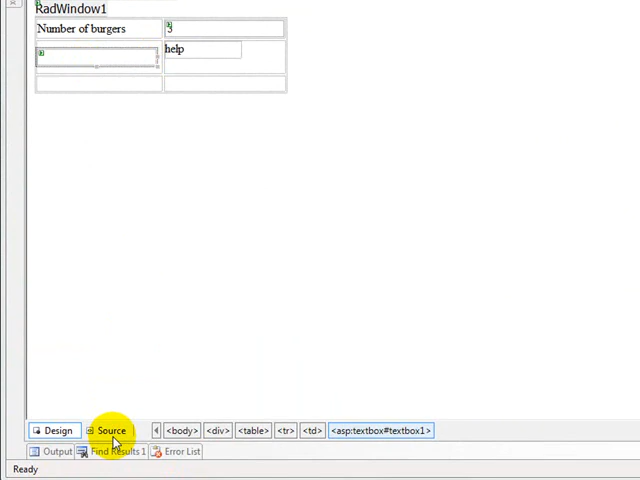 RadWindow1
Number of burgers 3
help
Design Source <body> <div> <table> <tr> <td> <asp:textbox#textbox1>
Output Find Results 1 Error List
Ready